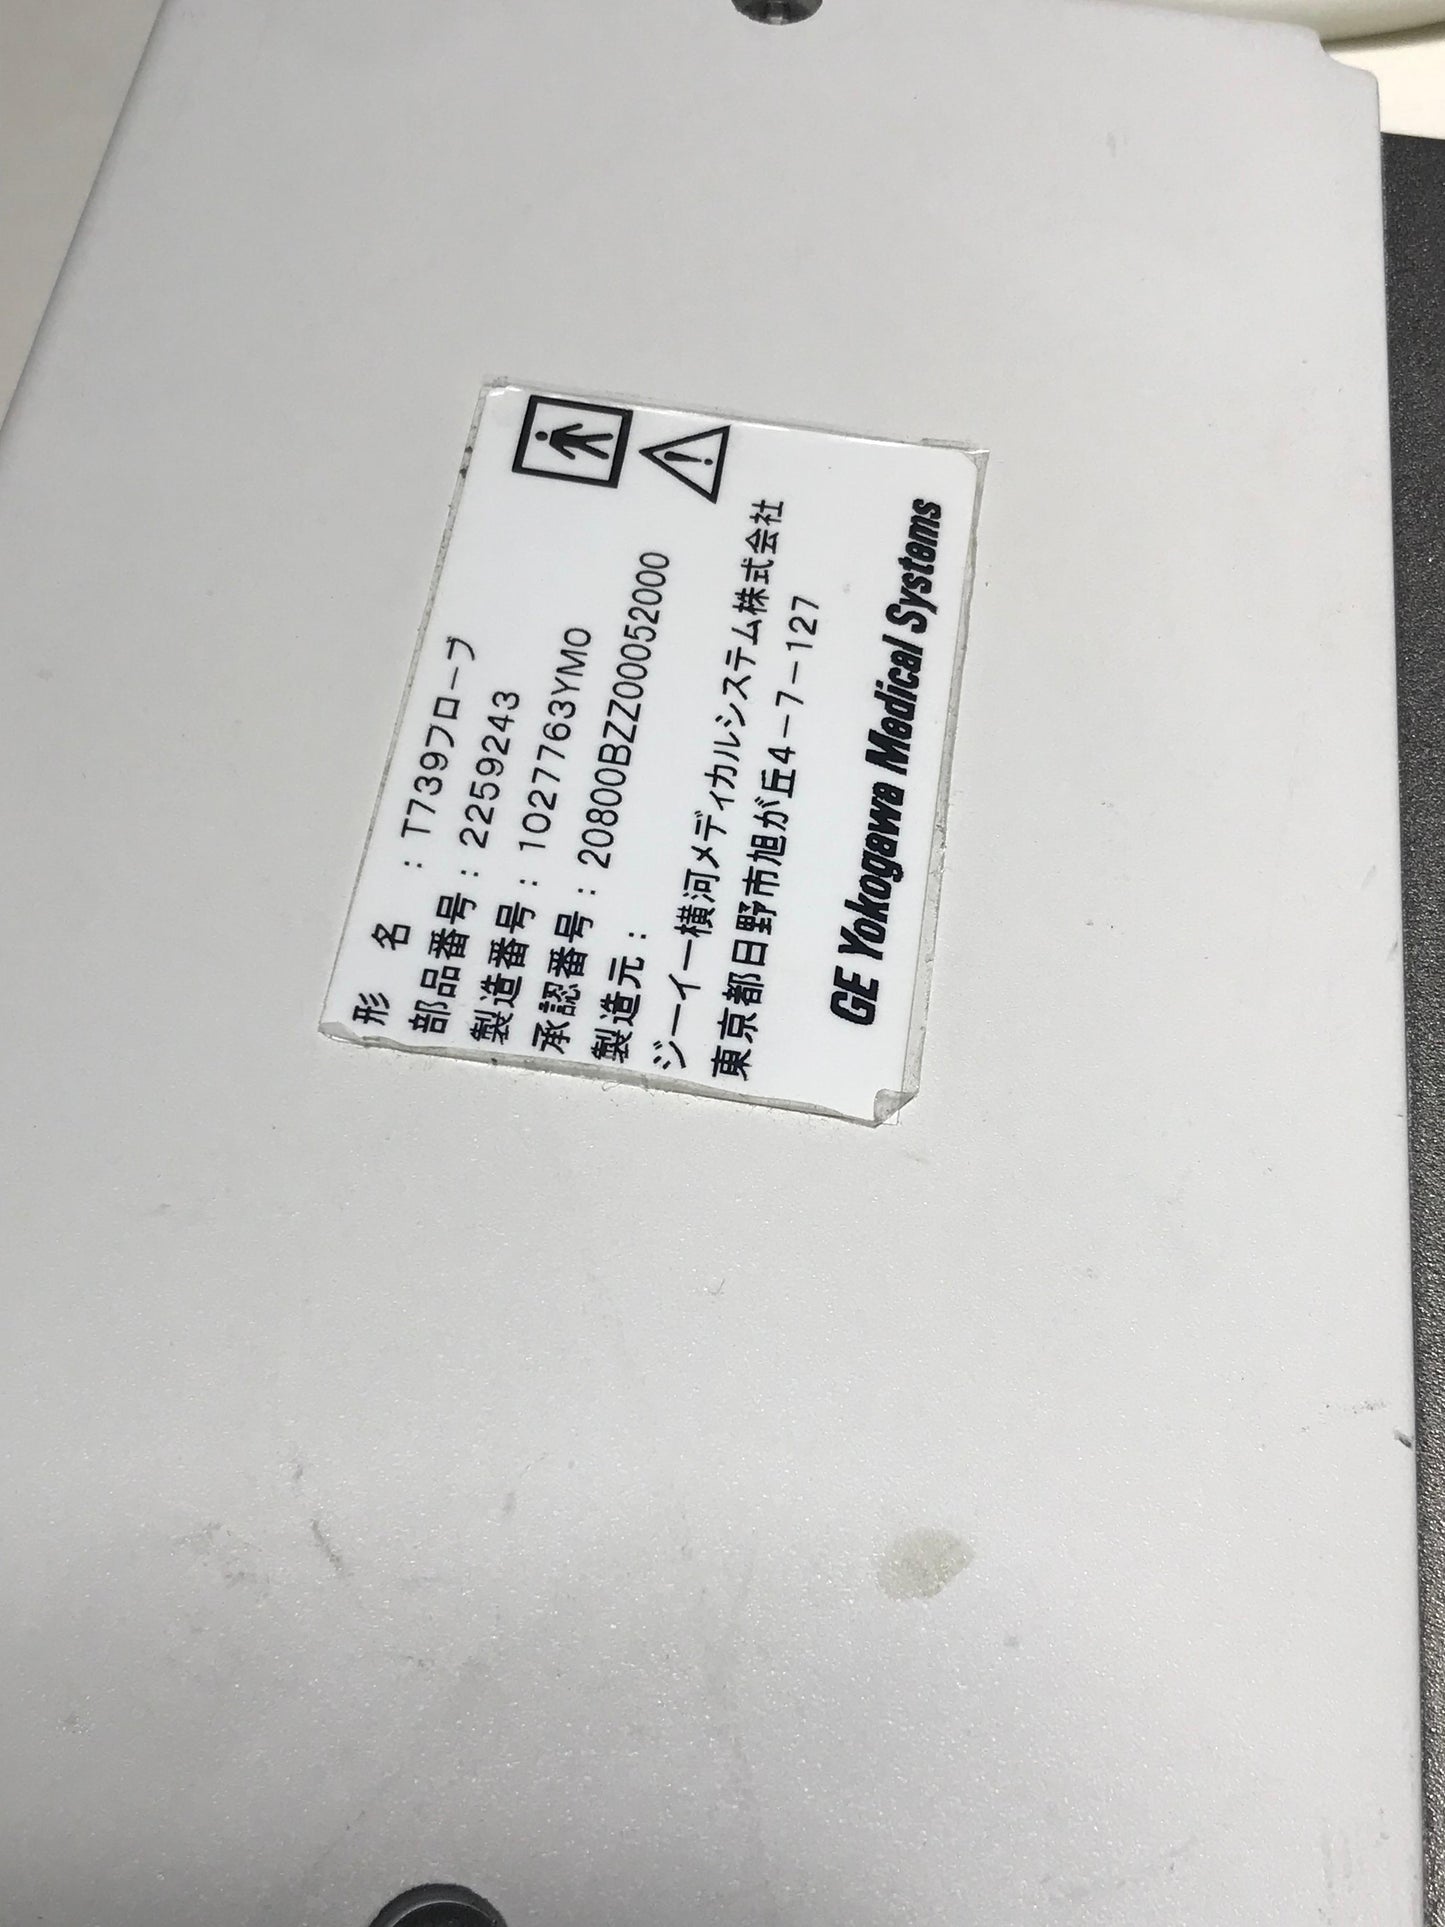 形 名 : T739プローブ
部品番号 : 2259243
製造番号 : 1027763YM0
承認番号 : 20800BZZ00052000
製造元 :
ジーイー横河メディカルシステム株式会社
東京都日野市旭が丘4-7-127
GE Yokogawa Medical Systems